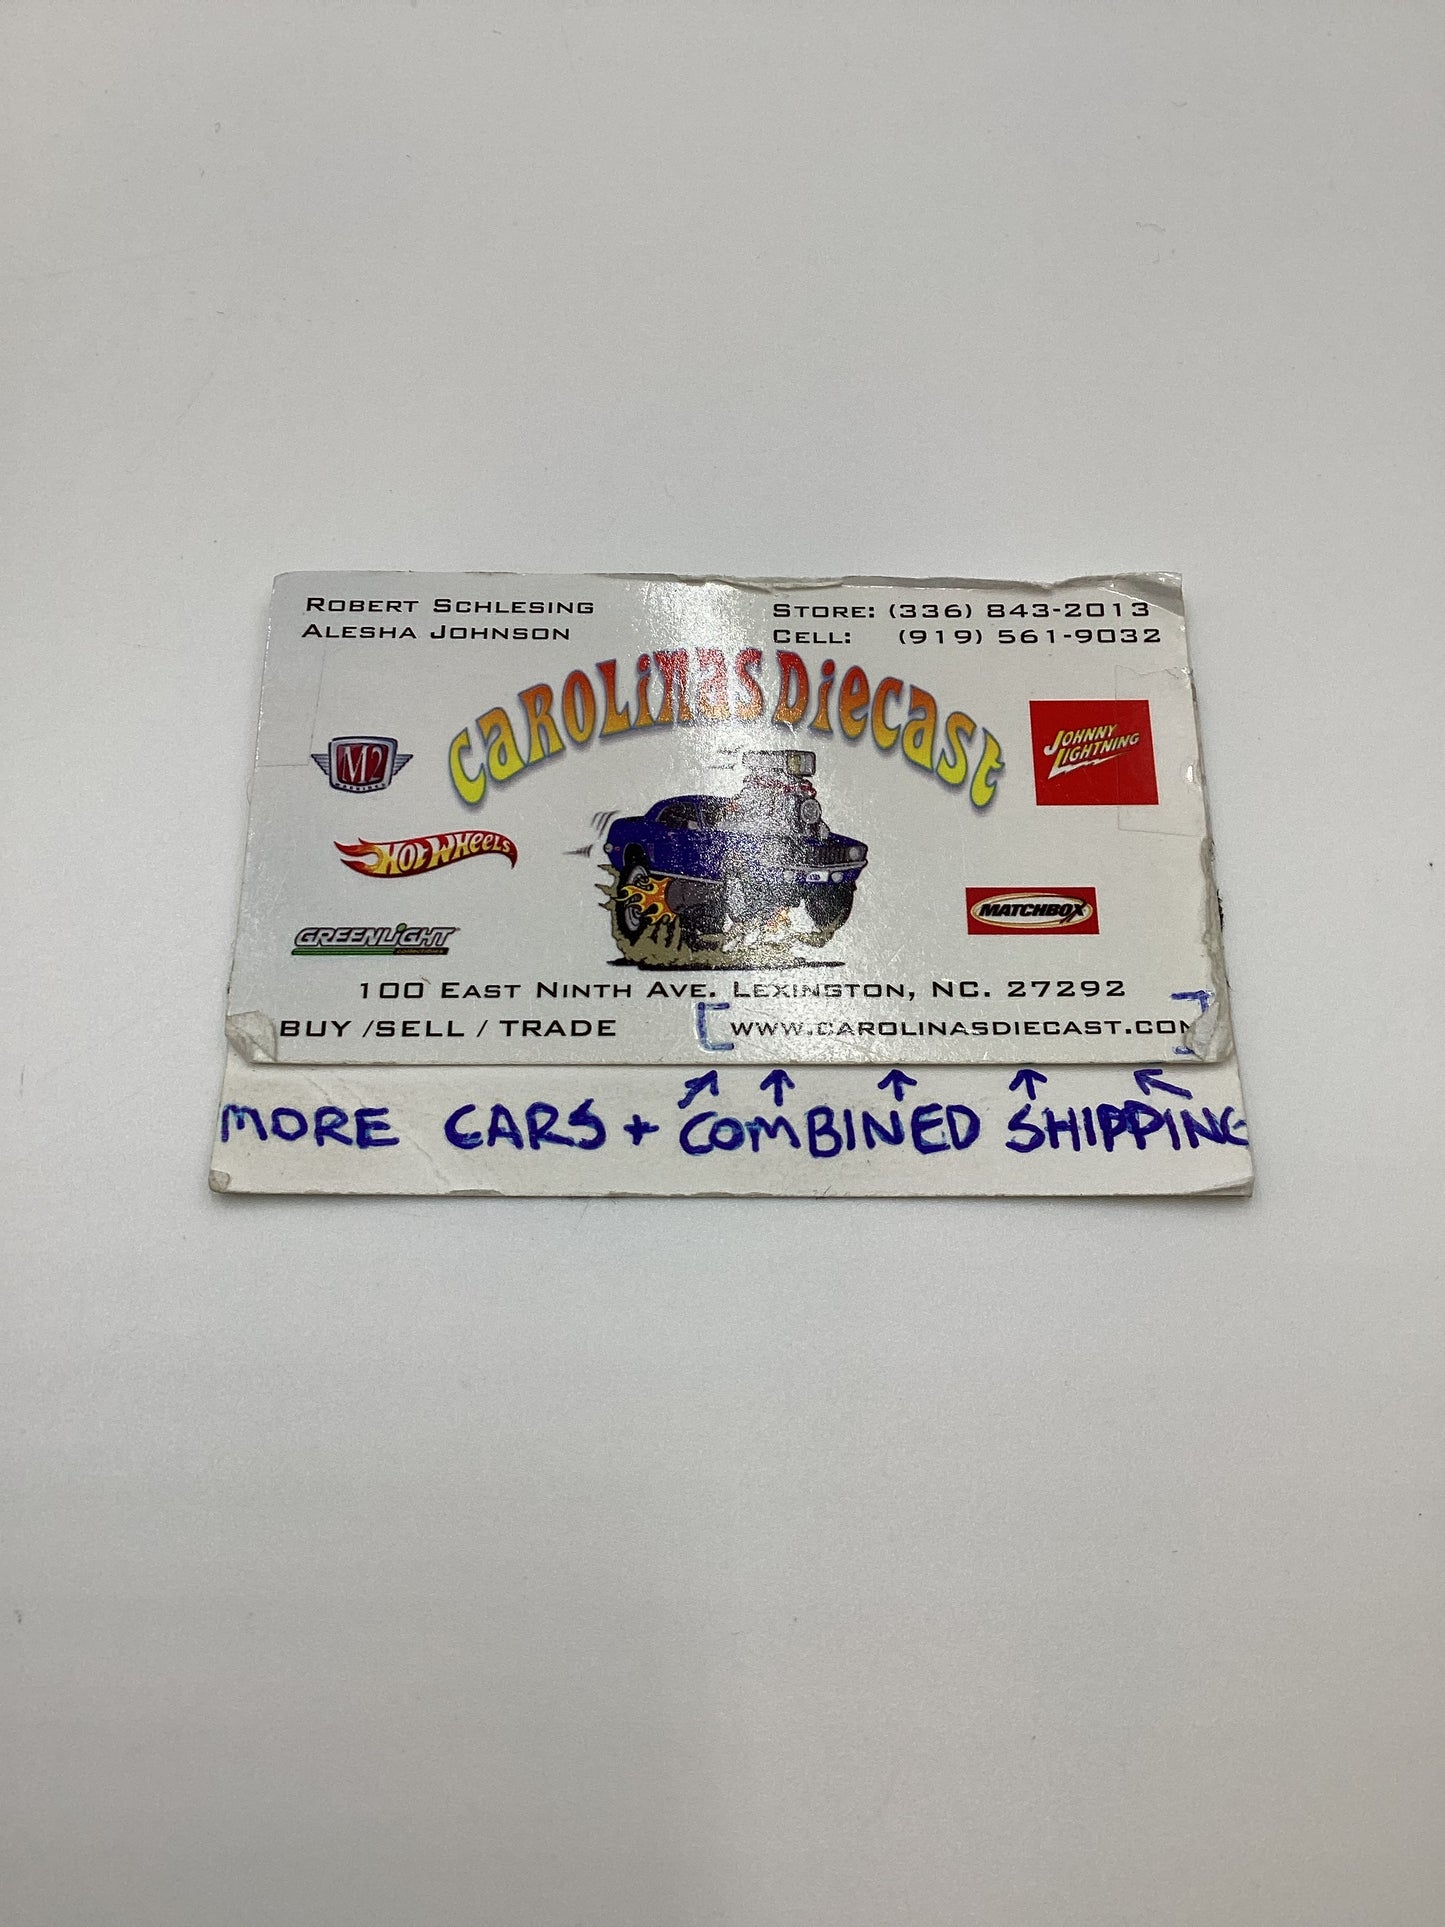 ROBERT SCHLESING
ALESHA JOHNSON
STORE: (336) 843-2013
CELL: (919) 561-9032
CAROLINAS DIECAST
M2
JOHNNY LIGHTNING
HOT WHEELS
MATCHBOX
GREENLIGHT
100 EAST NINTH AVE. LEXINGTON, NC. 27292
BUY /SELL / TRADE [WWW.CAROLINASDIECAST.COM]
↗ ↑ ↑ ↑ ↖
MORE CARS + COMBINED SHIPPING